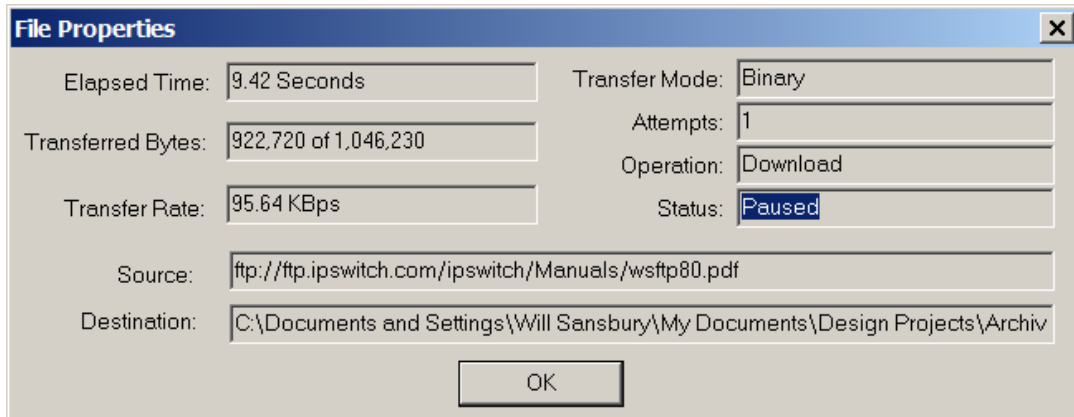 File Properties
Elapsed Time: 9.42 Seconds
Transferred Bytes: 922,720 of 1,046,230
Transfer Rate: 95.64 KBps
Transfer Mode: Binary
Attempts: 1
Operation: Download
Status: Paused
Source: ftp://ftp.ipswitch.com/ipswitch/Manuals/wsftp80.pdf
Destination: C:\Documents and Settings\Will Sansbury\My Documents\Design Projects\Archiv
OK